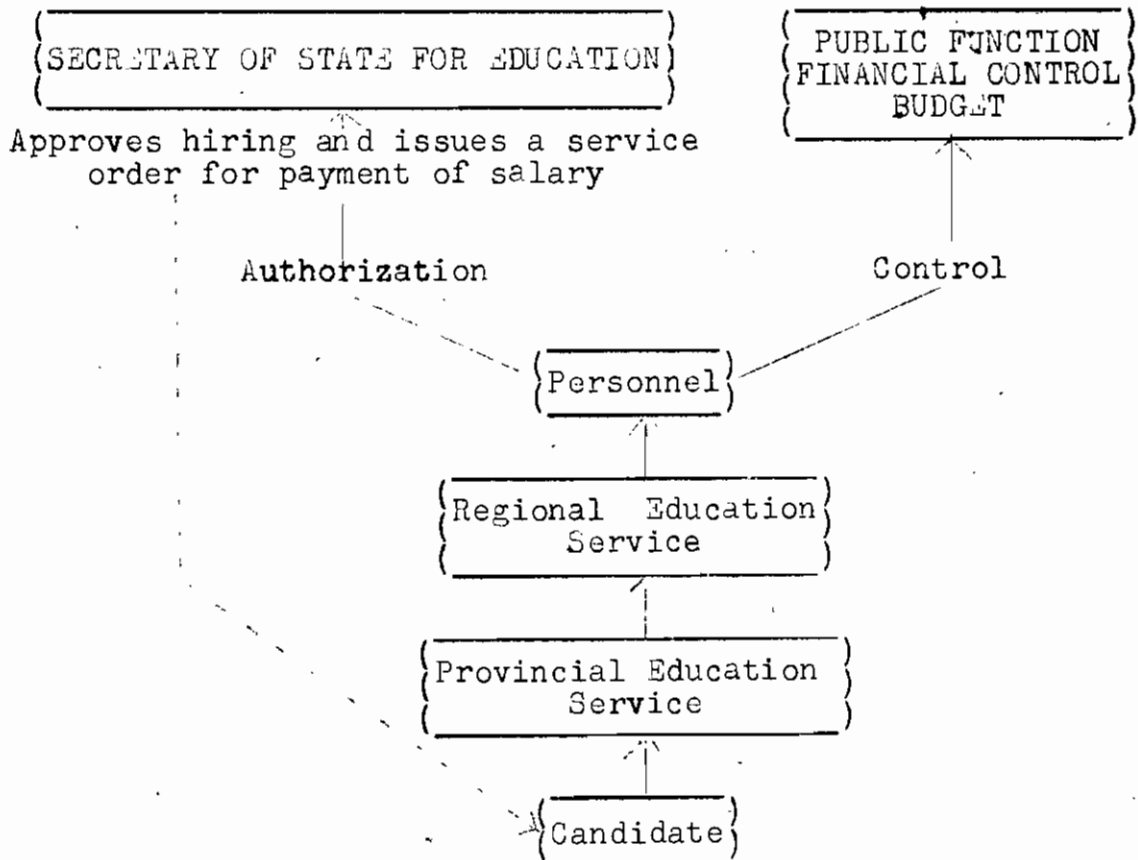 SECRETARY OF STATE FOR EDUCATION
PUBLIC FUNCTION
FINANCIAL CONTROL
BUDGET
Approves hiring and issues a service
order for payment of salary
Authorization
Control
Personnel
Regional Education
Service
Provincial Education
Service
Candidate